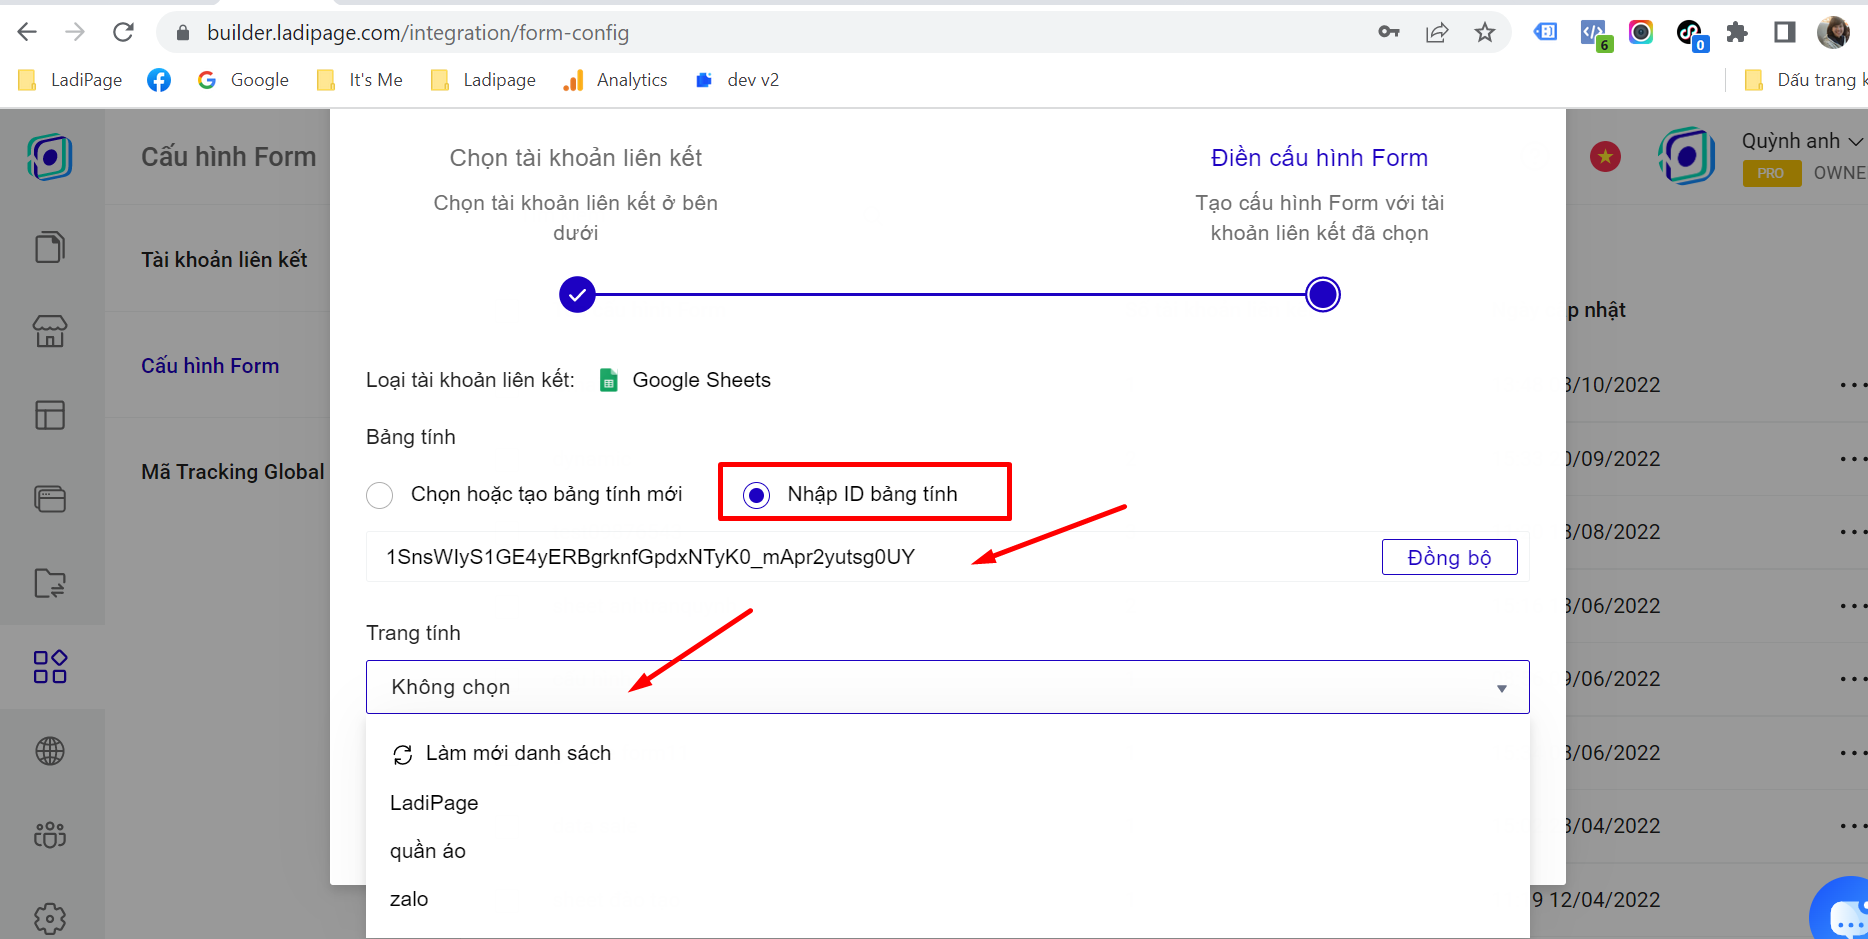 builder.ladipage.com/integration/form-config
6
0
LadiPage
Google
It's Me
Ladipage
Analytics
dev v2
Dấu trang k
Cấu hình Form
Tài khoản liên kết
Cấu hình Form
Mã Tracking Global
Chọn tài khoản liên kết
Chọn tài khoản liên kết ở bên
dưới
Điền cấu hình Form
Tạo cấu hình Form với tài
khoản liên kết đã chọn
Loại tài khoản liên kết: Google Sheets
Bảng tính
Chọn hoặc tạo bảng tính mới
Nhập ID bảng tính
1SnsWIyS1GE4yERBgrknfGpdxNTyK0_mApr2yutsg0UY
Đồng bộ
Trang tính
Không chọn
Làm mới danh sách
LadiPage
quần áo
zalo
Quỳnh anh
PRO
OWNE
p nhật
3/10/2022
0/09/2022
3/08/2022
3/06/2022
9/06/2022
3/06/2022
3/04/2022
9 12/04/2022